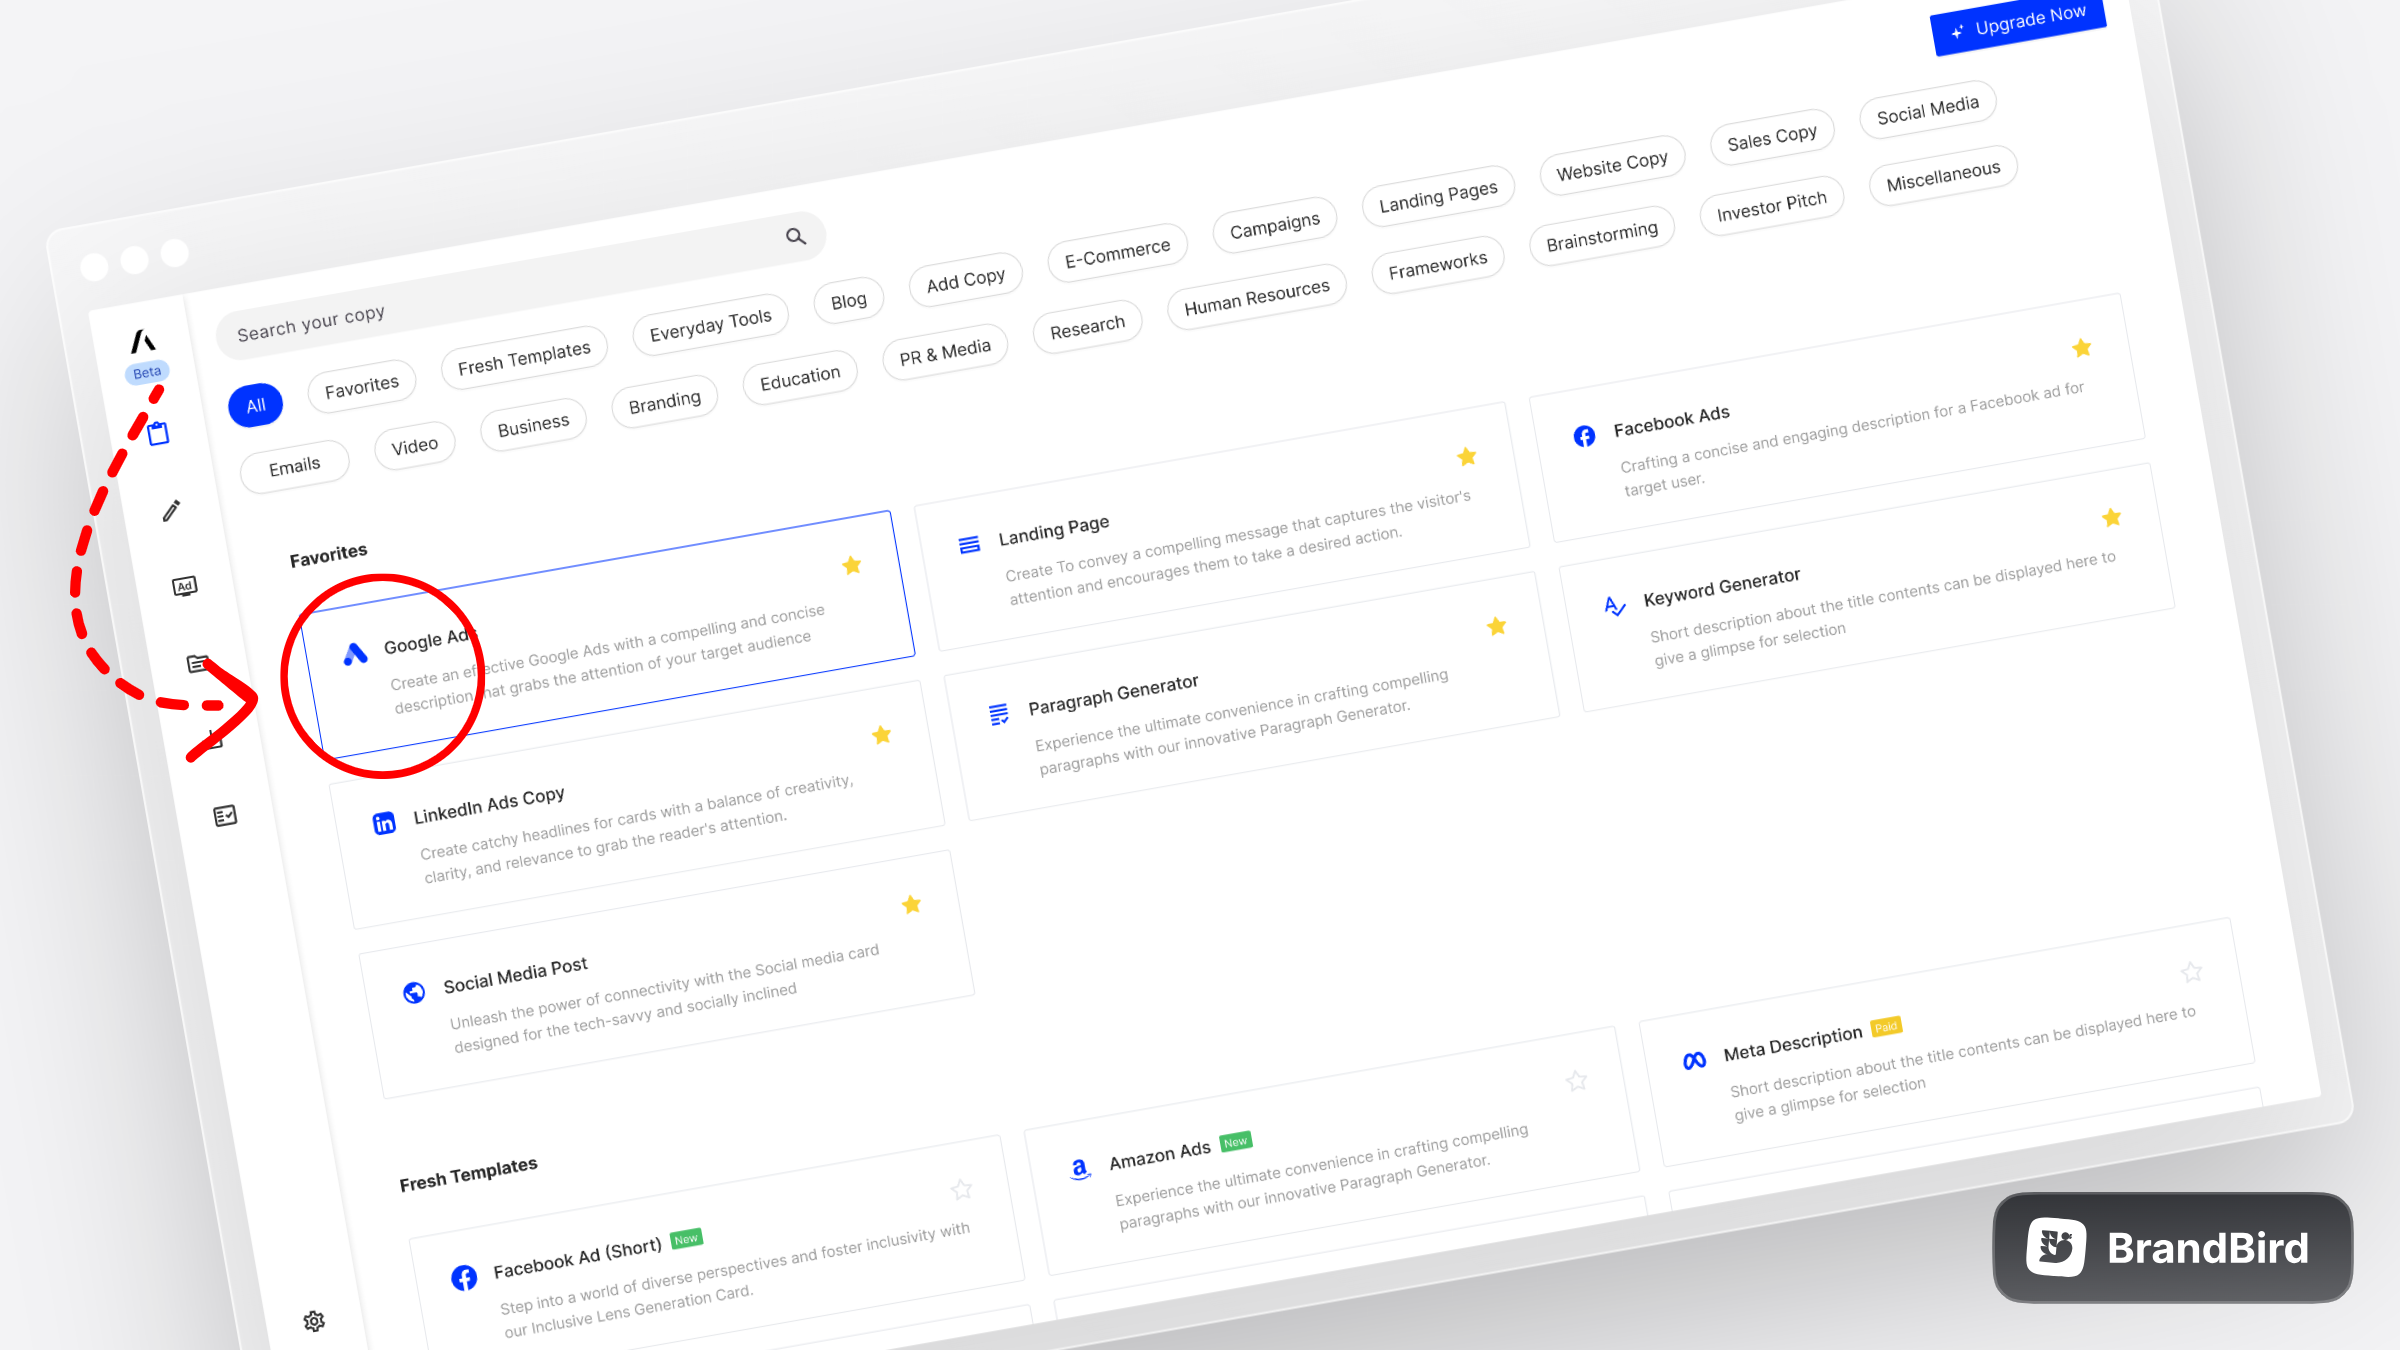 Upgrade Now
Search your copy
Beta
All
Favorites
Fresh Templates
Everyday Tools
Blog
Add Copy
E-Commerce
Campaigns
Landing Pages
Website Copy
Sales Copy
Social Media
Emails
Video
Business
Branding
Education
PR & Media
Research
Human Resources
Frameworks
Brainstorming
Investor Pitch
Miscellaneous
Ad
Favorites
Google Ads
Create an effective Google Ads with a compelling and concise
description that grabs the attention of your target audience
Landing Page
Create To convey a compelling message that captures the visitor's
attention and encourages them to take a desired action.
Facebook Ads
Crafting a concise and engaging description for a Facebook ad for
target user.
LinkedIn Ads Copy
Create catchy headlines for cards with a balance of creativity,
clarity, and relevance to grab the reader's attention.
Paragraph Generator
Experience the ultimate convenience in crafting compelling
paragraphs with our innovative Paragraph Generator.
Keyword Generator
Short description about the title contents can be displayed here to
give a glimpse for selection
Social Media Post
Unleash the power of connectivity with the Social media card
designed for the tech-savvy and socially inclined
Fresh Templates
Facebook Ad (Short) New
Step into a world of diverse perspectives and foster inclusivity with
our Inclusive Lens Generation Card.
Amazon Ads New
Experience the ultimate convenience in crafting compelling
paragraphs with our innovative Paragraph Generator.
Meta Description Paid
Short description about the title contents can be displayed here to
give a glimpse for selection
BrandBird